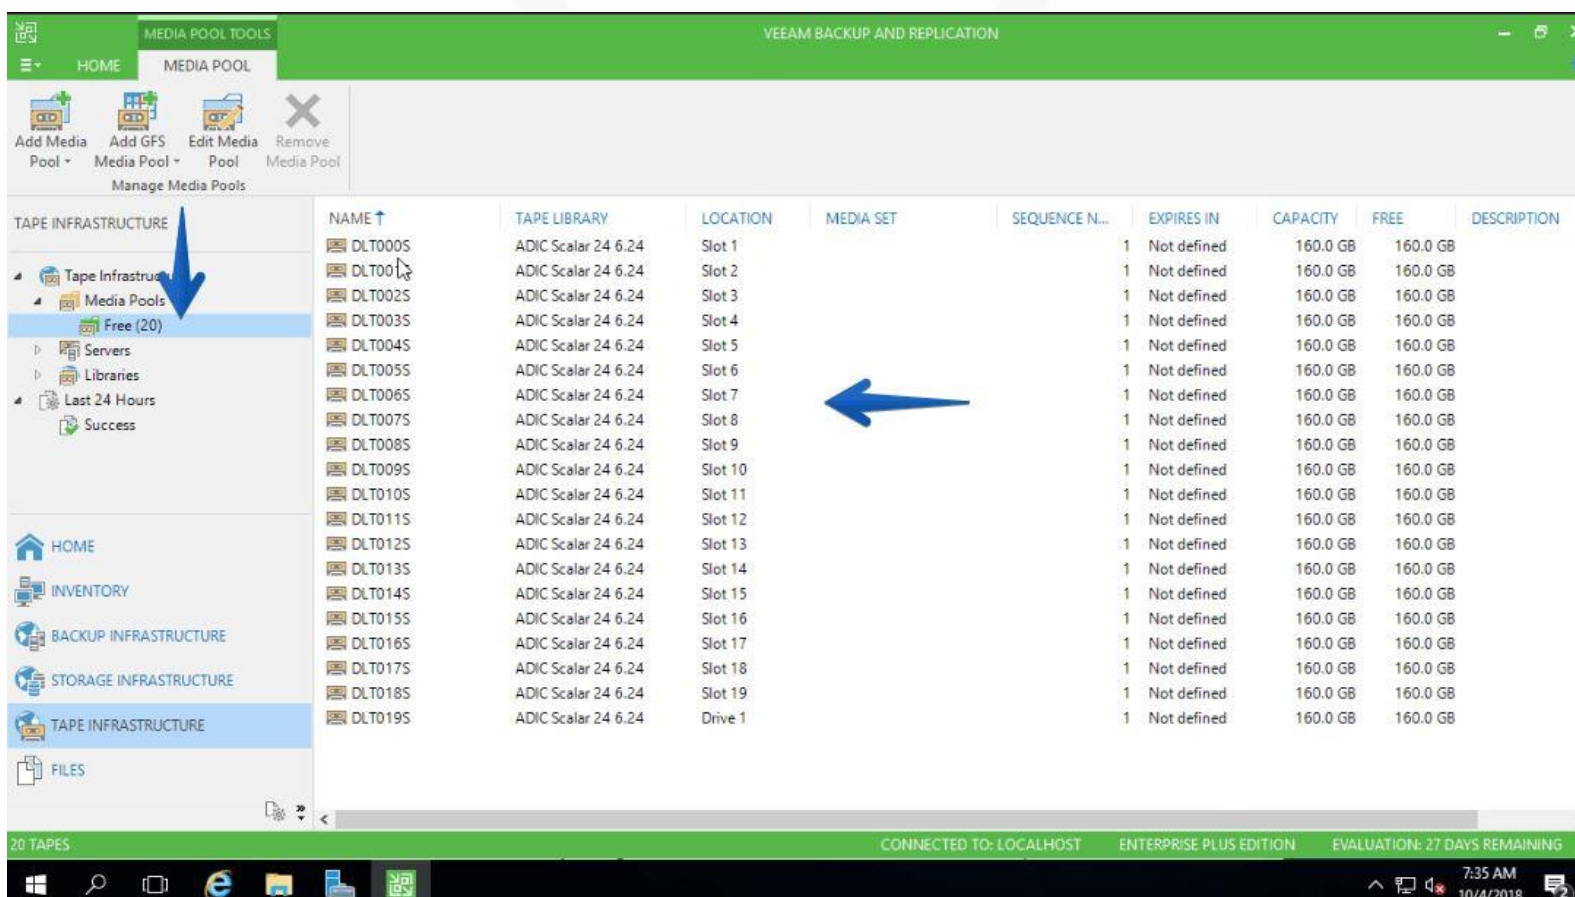 MEDIA POOL TOOLS
VEEAM BACKUP AND REPLICATION
HOME
MEDIA POOL
Add Media Pool
Add GFS Media Pool
Edit Media Pool
Remove Media Pool
Manage Media Pools
TAPE INFRASTRUCTURE
Media Pools
Free (20)
Servers
Libraries
Last 24 Hours
Success
HOME
INVENTORY
BACKUP INFRASTRUCTURE
STORAGE INFRASTRUCTURE
TAPE INFRASTRUCTURE
FILES
NAME TAPE LIBRARY LOCATION MEDIA SET SEQUENCE N... EXPIRES IN CAPACITY FREE DESCRIPTION
DLT000S ADIC Scalar 24 6.24 Slot 1 1 Not defined 160.0 GB 160.0 GB
ADIC Scalar 24 6.24 Slot 2 1 Not defined 160.0 GB 160.0 GB
DLT002S ADIC Scalar 24 6.24 Slot 3 1 Not defined 160.0 GB 160.0 GB
DLT003S ADIC Scalar 24 6.24 Slot 4 1 Not defined 160.0 GB 160.0 GB
DLT004S ADIC Scalar 24 6.24 Slot 5 1 Not defined 160.0 GB 160.0 GB
DLT005S ADIC Scalar 24 6.24 Slot 6 1 Not defined 160.0 GB 160.0 GB
DLT006S ADIC Scalar 24 6.24 Slot 7 1 Not defined 160.0 GB 160.0 GB
DLT007S ADIC Scalar 24 6.24 Slot 8 1 Not defined 160.0 GB 160.0 GB
DLT008S ADIC Scalar 24 6.24 Slot 9 1 Not defined 160.0 GB 160.0 GB
DLT009S ADIC Scalar 24 6.24 Slot 10 1 Not defined 160.0 GB 160.0 GB
DLT010S ADIC Scalar 24 6.24 Slot 11 1 Not defined 160.0 GB 160.0 GB
DLT011S ADIC Scalar 24 6.24 Slot 12 1 Not defined 160.0 GB 160.0 GB
DLT012S ADIC Scalar 24 6.24 Slot 13 1 Not defined 160.0 GB 160.0 GB
DLT013S ADIC Scalar 24 6.24 Slot 14 1 Not defined 160.0 GB 160.0 GB
DLT014S ADIC Scalar 24 6.24 Slot 15 1 Not defined 160.0 GB 160.0 GB
DLT015S ADIC Scalar 24 6.24 Slot 16 1 Not defined 160.0 GB 160.0 GB
DLT016S ADIC Scalar 24 6.24 Slot 17 1 Not defined 160.0 GB 160.0 GB
DLT017S ADIC Scalar 24 6.24 Slot 18 1 Not defined 160.0 GB 160.0 GB
DLT018S ADIC Scalar 24 6.24 Slot 19 1 Not defined 160.0 GB 160.0 GB
DLT019S ADIC Scalar 24 6.24 Drive 1 1 Not defined 160.0 GB 160.0 GB
20 TAPES
CONNECTED TO: LOCALHOST
ENTERPRISE PLUS EDITION
EVALUATION: 27 DAYS REMAINING
7:35 AM
10/4/2018
2